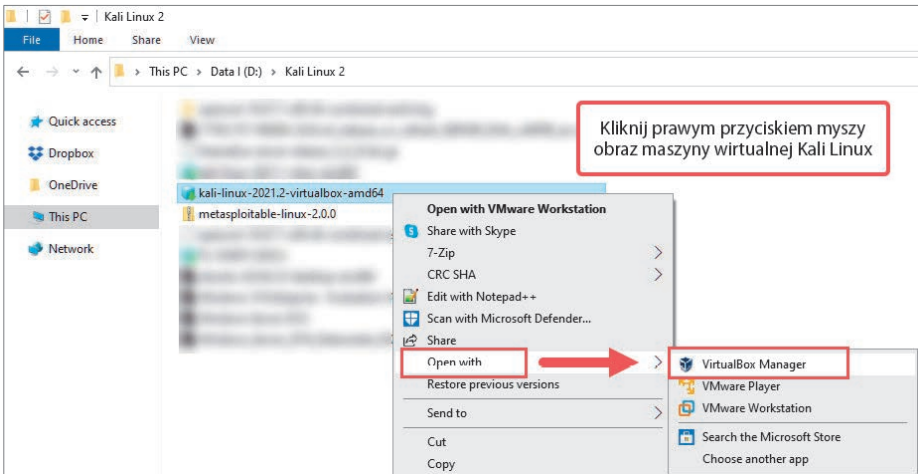 Kali Linux 2
File Home Share View
This PC > Data I (D:) > Kali Linux 2
Quick access
Dropbox
OneDrive
This PC
Network
Kliknij prawym przyciskiem myszy
obraz maszyny wirtualnej Kali Linux
kali-linux-2021.2-virtualbox-amd64
metasploitable-linux-2.0.0
Open with VMware Workstation
Share with Skype
7-Zip
CRC SHA
Edit with Notepad++
Scan with Microsoft Defender...
Share
Open with
Restore previous versions
Send to
Cut
Copy
VirtualBox Manager
VMware Player
VMware Workstation
Search the Microsoft Store
Choose another app